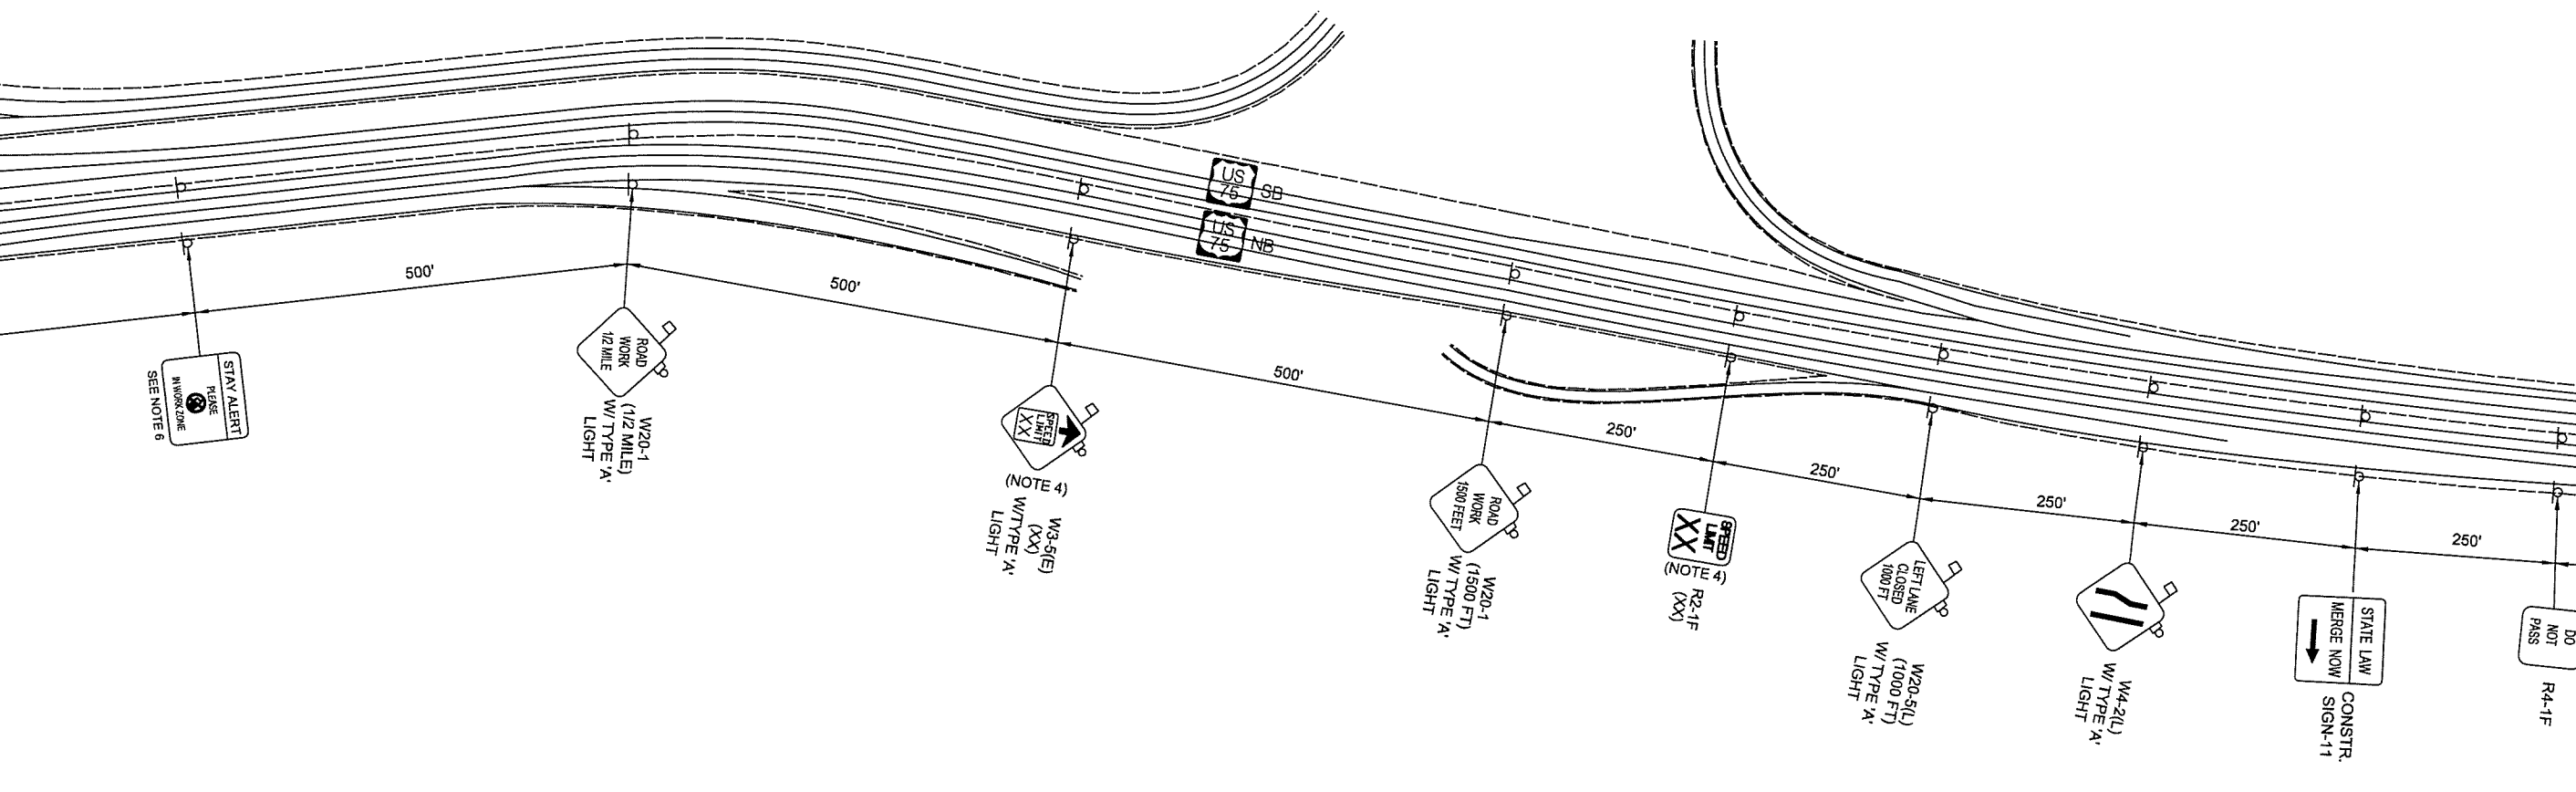 US
75
SB
US
75
NB
500'
500'
500'
250'
250'
250'
250'
250'
STAY ALERT
PLEASE
IN WORK ZONE
SEE NOTE 6
ROAD
WORK
1/2 MILE
W20-1
(1/2 MILE)
W/ TYPE 'A'
LIGHT
SPEED
LIMIT
XX
(NOTE 4)
W3-5(E)
(XX)
W/TYPE 'A'
LIGHT
ROAD
WORK
1500 FEET
W20-1
(1500 FT)
W/ TYPE 'A'
LIGHT
SPEED
LIMIT
XX
(NOTE 4)
R2-1F
(XX)
LEFT LANE
CLOSED
1000 FT
W20-5(L)
(1000 FT)
W/ TYPE 'A'
LIGHT
W4-2(L)
W/ TYPE 'A'
LIGHT
STATE LAW
MERGE NOW
CONSTR.
SIGN-11
DO
NOT
PASS
R4-1F